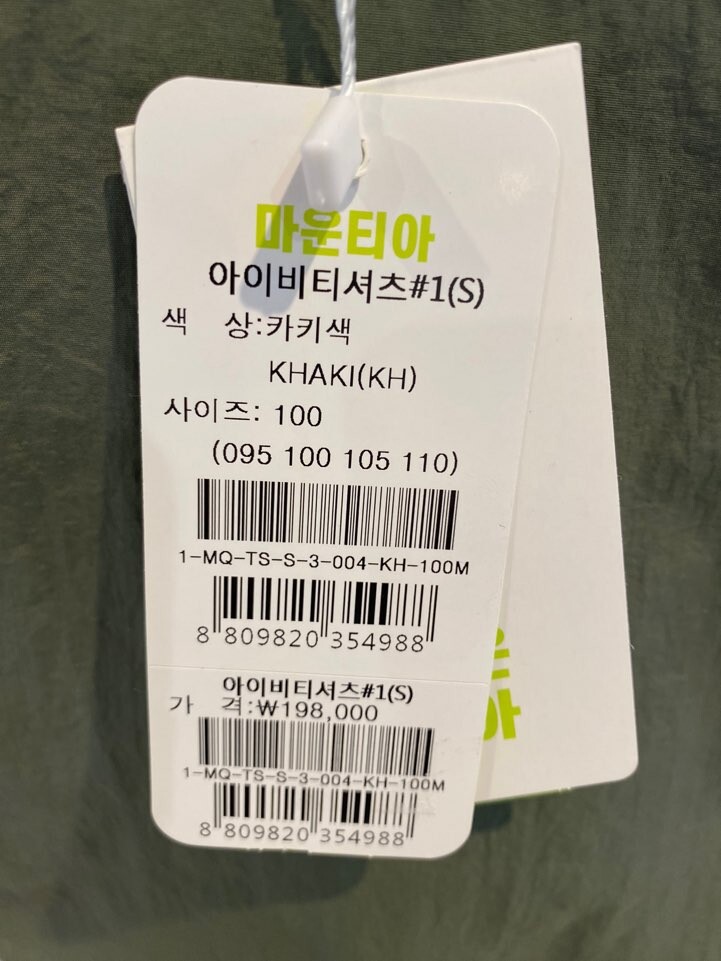 마운티아
아이비티셔츠#1(S)
색 상:카키색
KHAKI(KH)
사이즈: 100
(095 100 105 110)
1-MQ-TS-S-3-004-KH-100M
8 809820 354988
아이비티셔츠#1(S)
가 격:₩198,000
1-MQ-TS-S-3-004-KH-100M
8 809820 354988